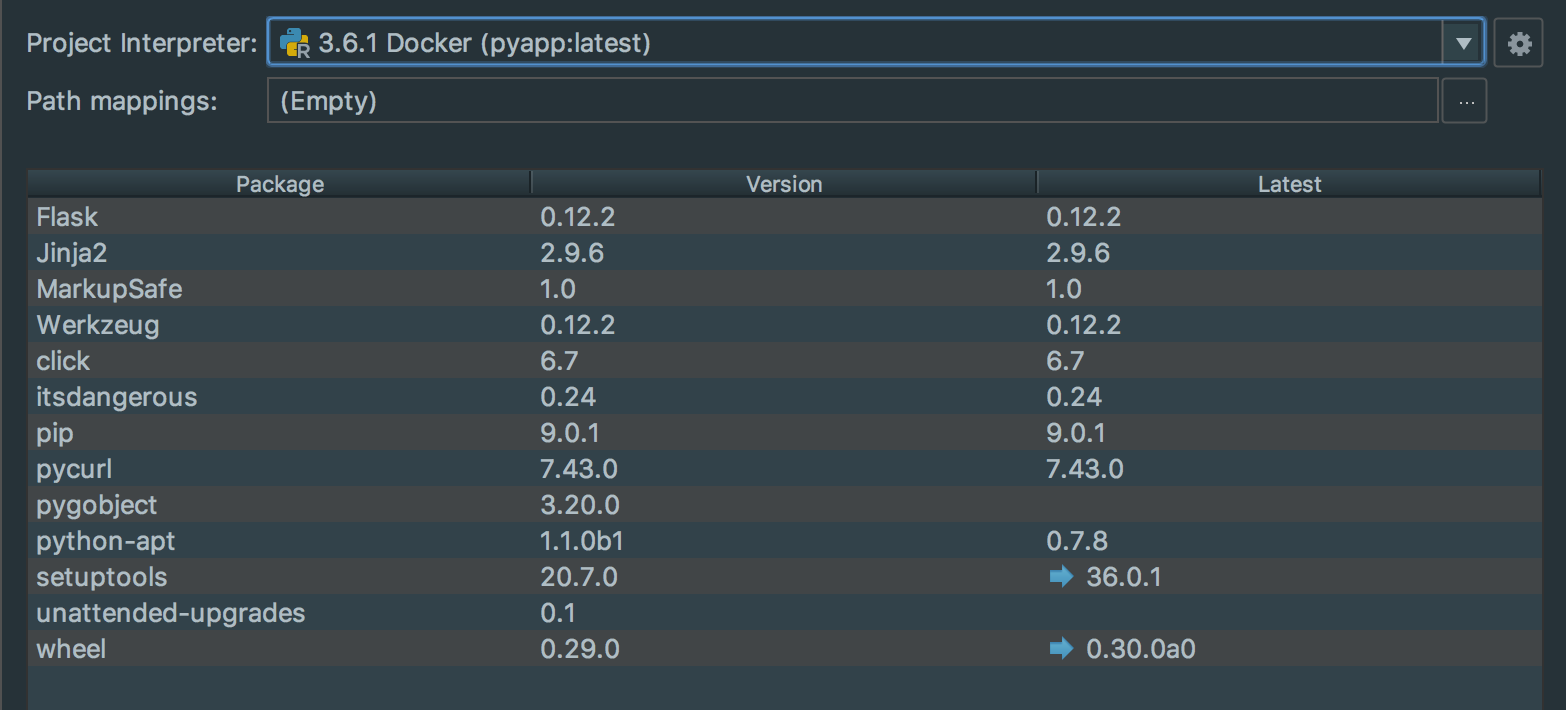 Project Interpreter: 3.6.1 Docker (pyapp:latest)
Path mappings: (Empty) ...
Package Version Latest
Flask 0.12.2 0.12.2
Jinja2 2.9.6 2.9.6
MarkupSafe 1.0 1.0
Werkzeug 0.12.2 0.12.2
click 6.7 6.7
itsdangerous 0.24 0.24
pip 9.0.1 9.0.1
pycurl 7.43.0 7.43.0
pygobject 3.20.0
python-apt 1.1.0b1 0.7.8
setuptools 20.7.0 36.0.1
unattended-upgrades 0.1
wheel 0.29.0 0.30.0a0